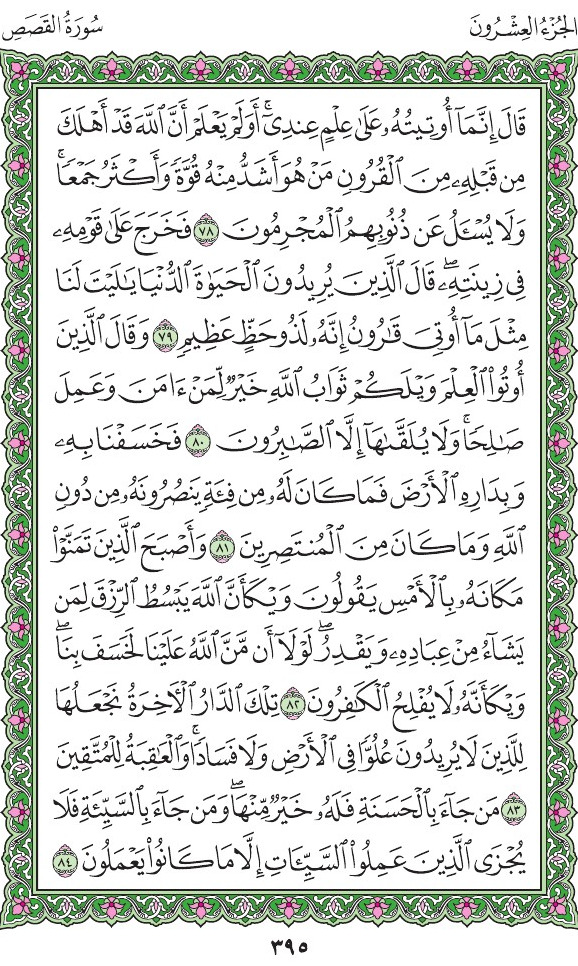 الجُزْءُ العِشْرُونَ
سُورَةُ القَصَصِ
قَالَ إِنَّمَآ أُوتِيتُهُۥ عَلَىٰ عِلْمٍ عِندِيٓۚ أَوَلَمْ يَعْلَمْ أَنَّ ٱللَّهَ قَدْ أَهْلَكَ
مِن قَبْلِهِۦ مِنَ ٱلْقُرُونِ مَنْ هُوَ أَشَدُّ مِنْهُ قُوَّةً وَأَكْثَرُ جَمْعًاۚ
وَلَا يُسْـَٔلُ عَن ذُنُوبِهِمُ ٱلْمُجْرِمُونَ ٧٨ فَخَرَجَ عَلَىٰ قَوْمِهِۦ
فِي زِينَتِهِۦۖ قَالَ ٱلَّذِينَ يُرِيدُونَ ٱلْحَيَوٰةَ ٱلدُّنْيَا يَٰلَيْتَ لَنَا
مِثْلَ مَآ أُوتِيَ قَٰرُونُ إِنَّهُۥ لَذُو حَظٍّ عَظِيمٍ ٧٩ وَقَالَ ٱلَّذِينَ
أُوتُوا۟ ٱلْعِلْمَ وَيْلَكُمْ ثَوَابُ ٱللَّهِ خَيْرٌ لِّمَنْ ءَامَنَ وَعَمِلَ
صَٰلِحًاۚ وَلَا يُلَقَّىٰهَآ إِلَّا ٱلصَّٰبِرُونَ ٨٠ فَخَسَفْنَا بِهِۦ
وَبِدَارِهِ ٱلْأَرْضَ فَمَا كَانَ لَهُۥ مِن فِئَةٍ يَنصُرُونَهُۥ مِن دُونِ
ٱللَّهِ وَمَا كَانَ مِنَ ٱلْمُنتَصِرِينَ ٨١ وَأَصْبَحَ ٱلَّذِينَ تَمَنَّوْا۟
مَكَانَهُۥ بِٱلْأَمْسِ يَقُولُونَ وَيْكَأَنَّ ٱللَّهَ يَبْسُطُ ٱلرِّزْقَ لِمَن
يَشَآءُ مِنْ عِبَادِهِۦ وَيَقْدِرُۖ لَوْلَآ أَن مَّنَّ ٱللَّهُ عَلَيْنَا لَخَسَفَ بِنَاۖ
وَيْكَأَنَّهُۥ لَا يُفْلِحُ ٱلْكَٰفِرُونَ ٨٢ تِلْكَ ٱلدَّارُ ٱلْأَخِرَةُ نَجْعَلُهَا
لِلَّذِينَ لَا يُرِيدُونَ عُلُوًّا فِي ٱلْأَرْضِ وَلَا فَسَادًاۚ وَٱلْعَٰقِبَةُ لِلْمُتَّقِينَ
٨٣ مَن جَآءَ بِٱلْحَسَنَةِ فَلَهُۥ خَيْرٌ مِّنْهَاۖ وَمَن جَآءَ بِٱلسَّيِّئَةِ فَلَا
يُجْزَى ٱلَّذِينَ عَمِلُوا۟ ٱلسَّيِّـَٔاتِ إِلَّا مَا كَانُوا۟ يَعْمَلُونَ ٨٤
٣٩٥